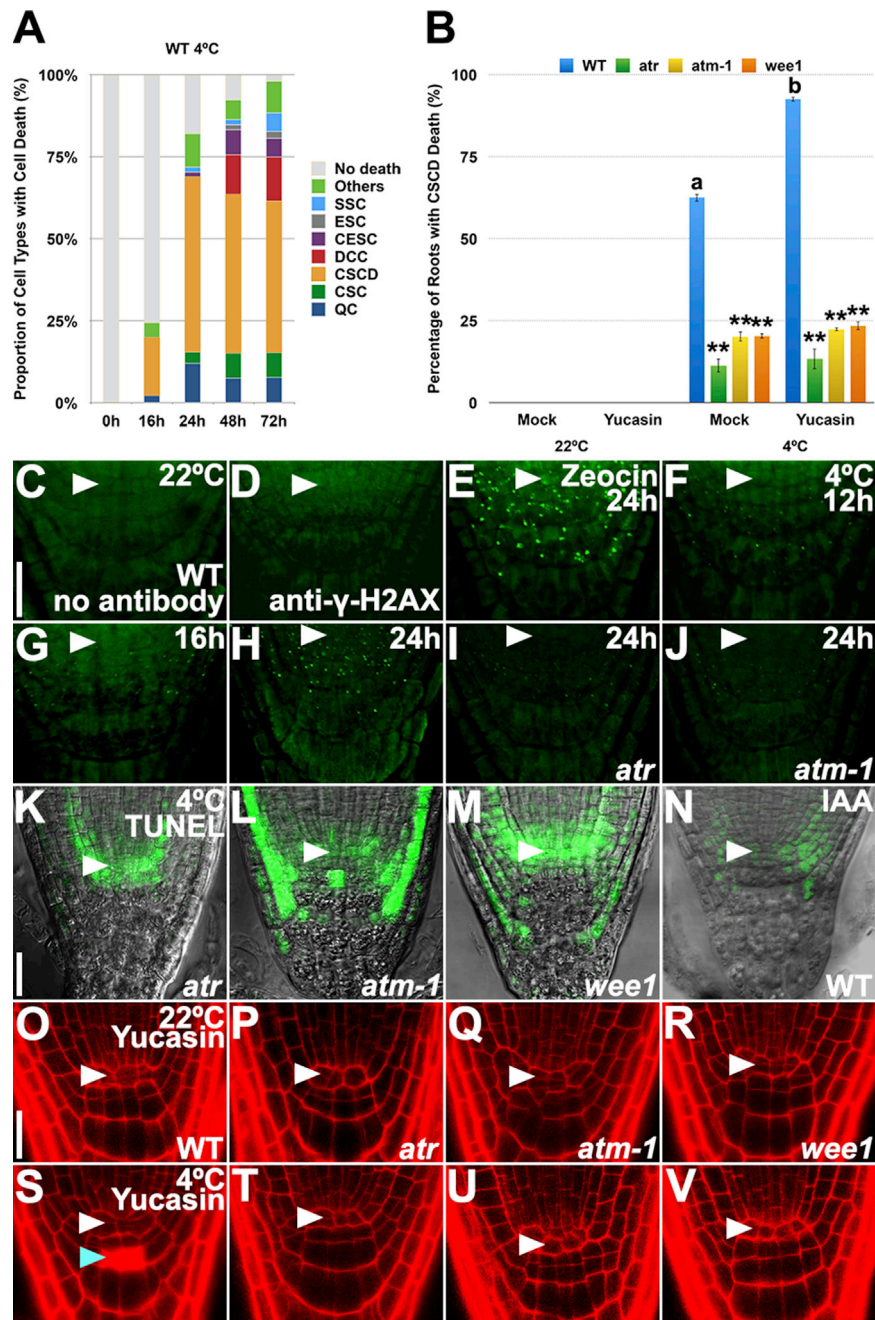 A
WT 4ºC
Proportion of Cell Types with Cell Death (%)
100%
75%
50%
25%
0%
0h 16h 24h 48h 72h
No death
Others
SSC
ESC
CESC
DCC
CSCD
CSC
QC
B
WT atr atm-1 wee1
Percentage of Roots with CSCD Death (%)
100
75
50
25
0
a
b
** ** **
** ** **
Mock Yucasin Mock Yucasin
22ºC 4ºC
C 22ºC
WT
no antibody
D
anti-γ-H2AX
E Zeocin
24h
F 4ºC
12h
G 16h
H 24h
I 24h
atr
J 24h
atm-1
K 4ºC
TUNEL
atr
L
atm-1
M
wee1
N IAA
WT
O 22ºC
Yucasin
WT
P
atr
Q
atm-1
R
wee1
S 4ºC
Yucasin
T
U
V